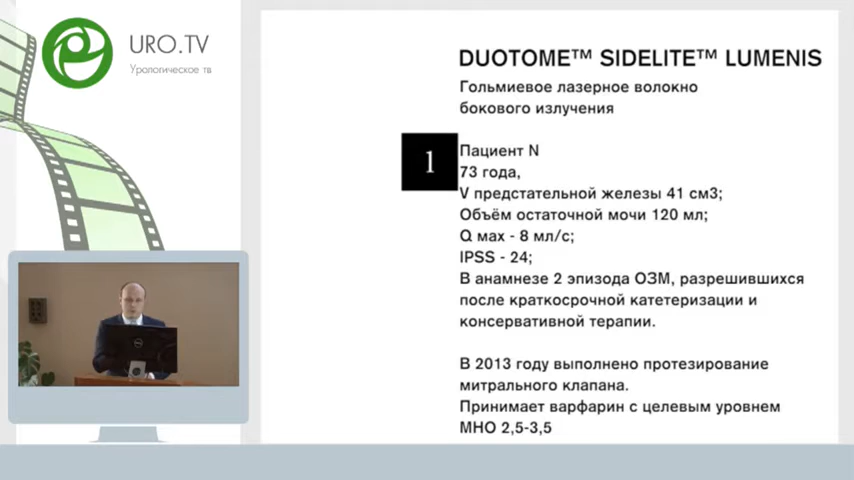 URO.TV
Урологическое тв
DUOTOME™ SIDELITE™ LUMENIS
Гольмиевое лазерное волокно
бокового излучения
1
Пациент N
73 года,
V предстательной железы 41 см3;
Объём остаточной мочи 120 мл;
Q мах - 8 мл/с;
IPSS - 24;
В анамнезе 2 эпизода ОЗМ, разрешившихся
после краткосрочной катетеризации и
консервативной терапии.
В 2013 году выполнено протезирование
митрального клапана.
Принимает варфарин с целевым уровнем
МНО 2,5-3,5